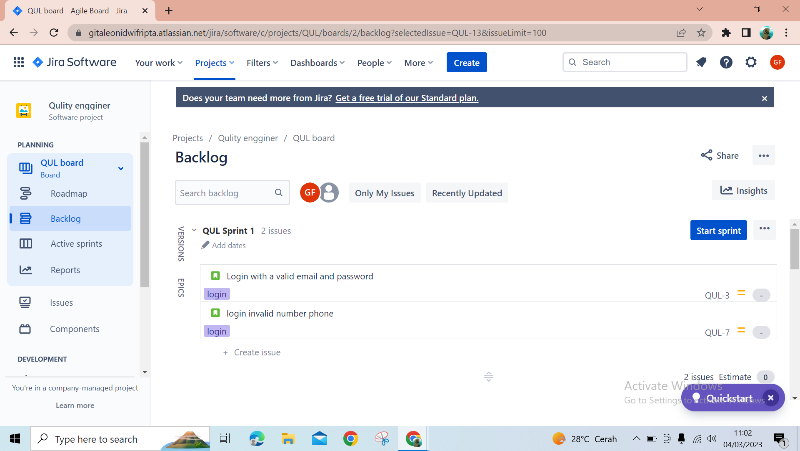 QUL board - Agile Board - Jira
gitaleonidwifripta.atlassian.net/jira/software/c/projects/QUL/boards/2/backlog?selectedIssue=QUL-13&issueLimit=100
Jira Software
Your work
Projects
Filters
Dashboards
People
More
Create
Search
GF
Does your team need more from Jira? Get a free trial of our Standard plan.
Qulity engginer
Software project
PLANNING
QUL board
Board
Roadmap
Backlog
Active sprints
Reports
Issues
Components
DEVELOPMENT
You're in a company-managed project
Learn more
Projects / Qulity engginer / QUL board
Backlog
Share
Search backlog
GF
Only My Issues
Recently Updated
Insights
VERSIONS
EPICS
QUL Sprint 1 2 issues
Add dates
Start sprint
Login with a valid email and password
login
QUL-3
-
login invalid number phone
login
QUL-7
-
+ Create issue
2 issues Estimate 0
Activate Windows
Go to Settings to
Quickstart
Type here to search
28°C Cerah
11:02
04/03/2023
1